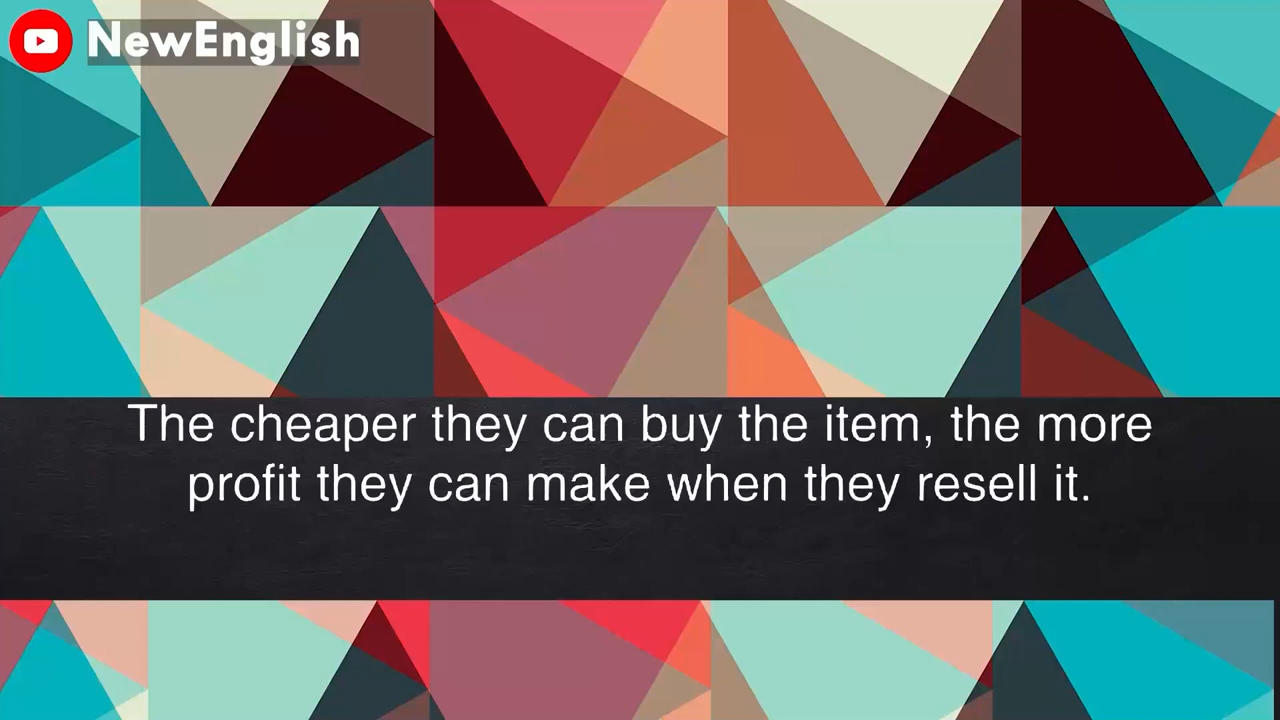 NewEnglish
The cheaper they can buy the item, the more
profit they can make when they resell it.